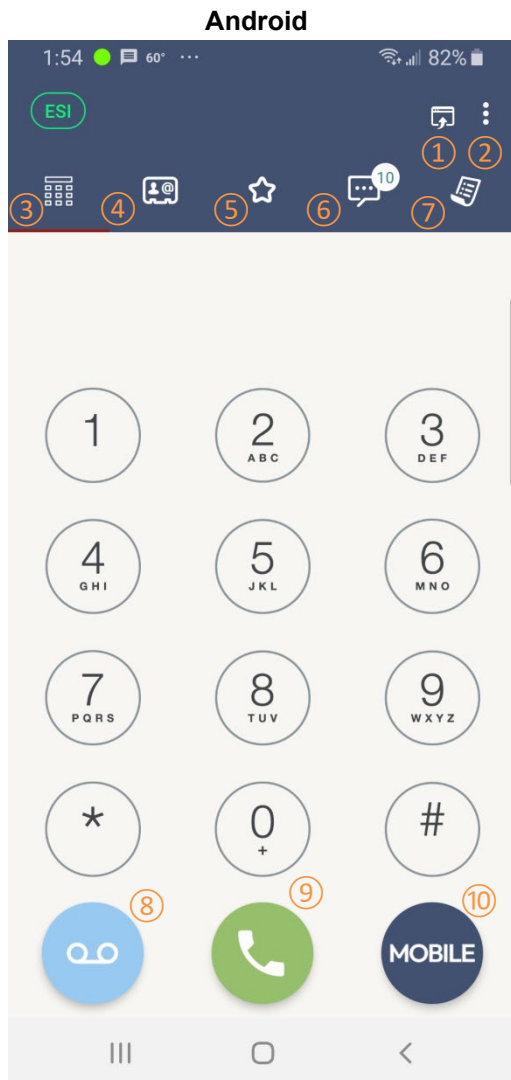 Android
1:54 60° ... 82%
ESI
① ②
10
③ ④ ⑤ ⑥ ⑦
1 2 3
ABC DEF
4 5 6
GHI JKL MNO
7 8 9
PQRS TUV WXYZ
* 0 #
+
⑧ ⑨ ⑩
MOBILE